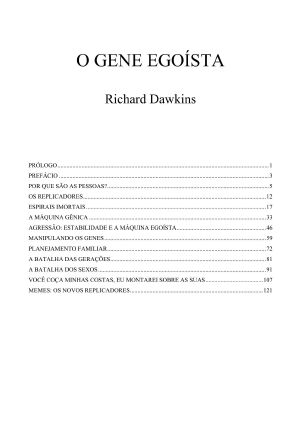 O GENE EGOÍSTA
Richard Dawkins
PRÓLOGO 1
PREFÁCIO 3
POR QUE SÃO AS PESSOAS? 5
OS REPLICADORES 12
ESPIRAIS IMORTAIS 17
A MÁQUINA GÊNICA 33
AGRESSÃO: ESTABILIDADE E A MÁQUINA EGOÍSTA 46
MANIPULANDO OS GENES 59
PLANEJAMENTO FAMILIAR 72
A BATALHA DAS GERAÇÕES 81
A BATALHA DOS SEXOS 91
VOCÊ COÇA MINHAS COSTAS, EU MONTAREI SOBRE AS SUAS 107
MEMES: OS NOVOS REPLICADORES 121